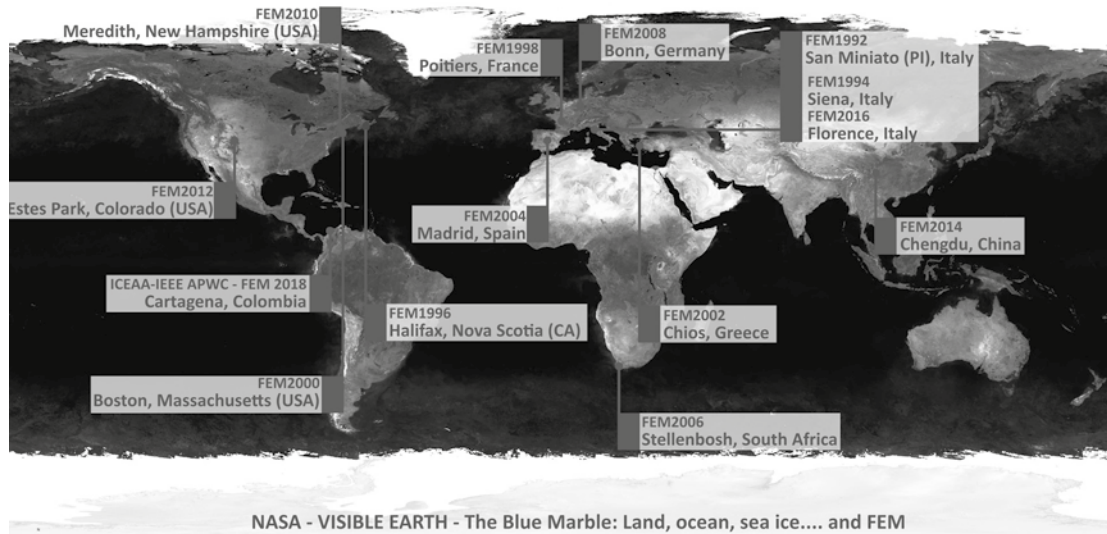 FEM2010
Meredith, New Hampshire (USA)
FEM1998
Poitiers, France
FEM2008
Bonn, Germany
FEM1992
San Miniato (PI), Italy
FEM1994
Siena, Italy
FEM2016
Florence, Italy
FEM2012
Estes Park, Colorado (USA)
FEM2004
Madrid, Spain
FEM2014
Chengdu, China
ICEAA-IEEE APWC - FEM 2018
Cartagena, Colombia
FEM1996
Halifax, Nova Scotia (CA)
FEM2002
Chios, Greece
FEM2000
Boston, Massachusetts (USA)
FEM2006
Stellenbosh, South Africa
NASA - VISIBLE EARTH - The Blue Marble: Land, ocean, sea ice.... and FEM